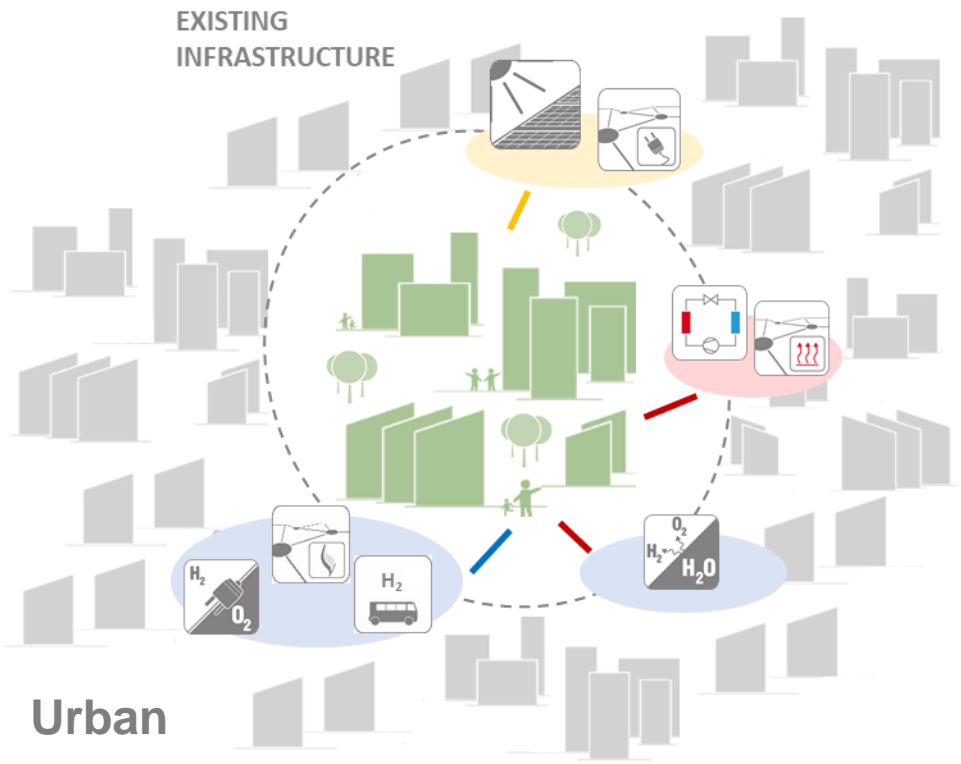 EXISTING
INFRASTRUCTURE
O₂
H₂
H₂O
H₂
O₂
H₂
Urban